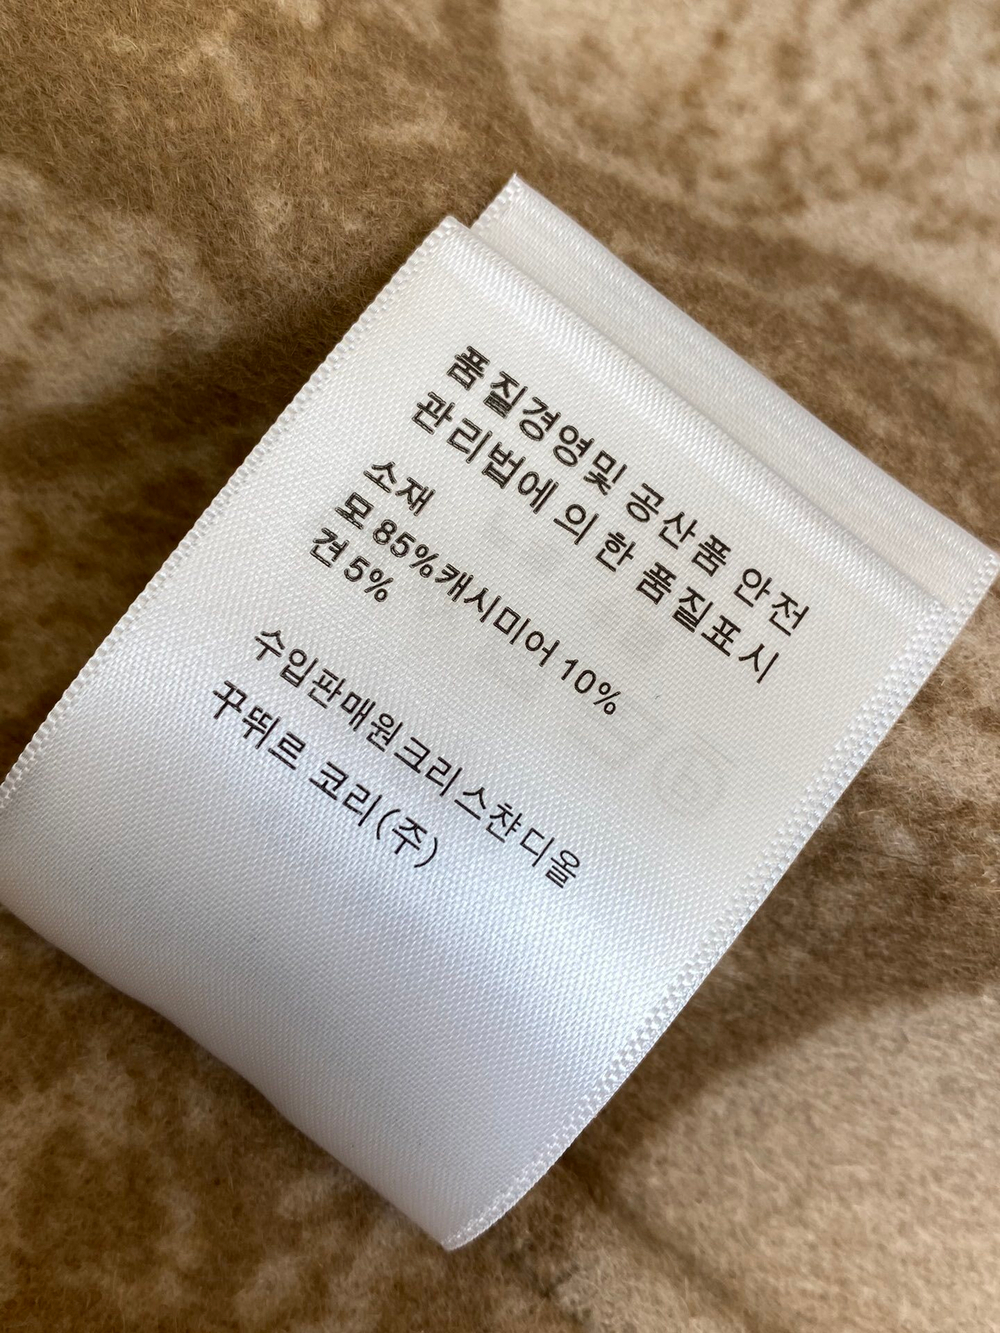 품질경영및 공산품 안전
관리법에 의한 품질표시
소재
모 85% 캐시미어 10%
견 5%
수입판매원크리스챤디올
꾸뛰르 코리(주)